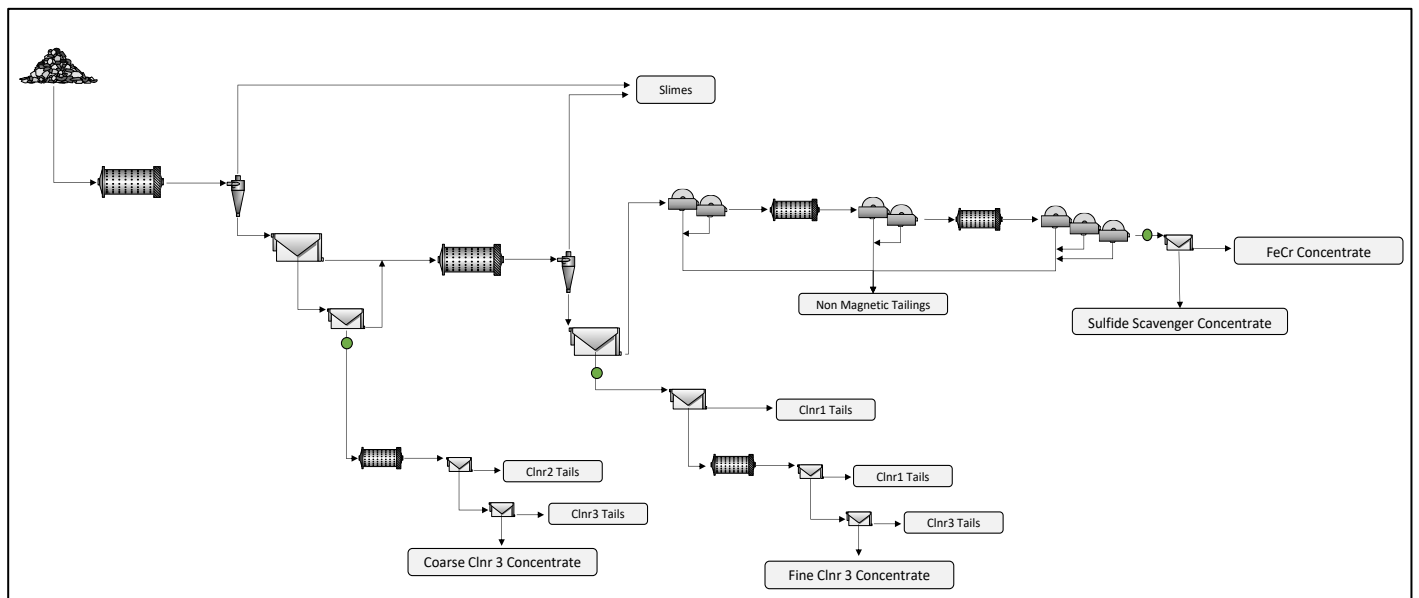 Slimes
FeCr Concentrate
Non Magnetic Tailings
Sulfide Scavenger Concentrate
Clnr1 Tails
Clnr2 Tails
Clnr1 Tails
Clnr3 Tails
Clnr3 Tails
Coarse Clnr 3 Concentrate
Fine Clnr 3 Concentrate